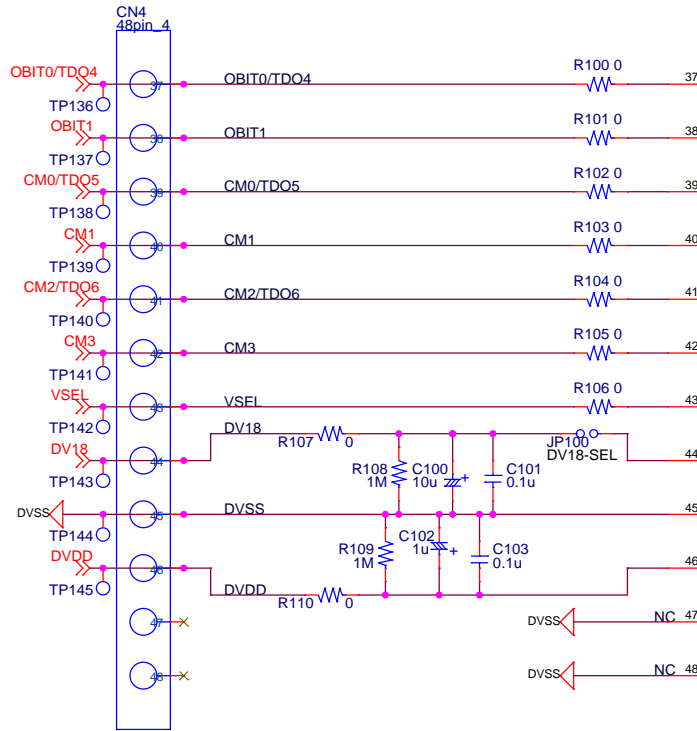 CN4
48pin_4
OBIT0/TDO4
TP136
37
OBIT0/TDO4
R100 0
37
OBIT1
TP137
38
OBIT1
R101 0
38
CM0/TDO5
TP138
39
CM0/TDO5
R102 0
39
CM1
TP139
40
CM1
R103 0
40
CM2/TDO6
TP140
41
CM2/TDO6
R104 0
41
CM3
TP141
42
CM3
R105 0
42
VSEL
TP142
43
VSEL
R106 0
43
DV18
TP143
44
DV18
R107 0
R108
1M
C100
10u
+
C101
0.1u
JP100
DV18-SEL
44
DVSS
TP144
45
DVSS
45
DVDD
TP145
46
DVDD
R110 0
R109
1M
C102
1u
+
C103
0.1u
46
47
DVSS
NC
47
48
DVSS
NC
48